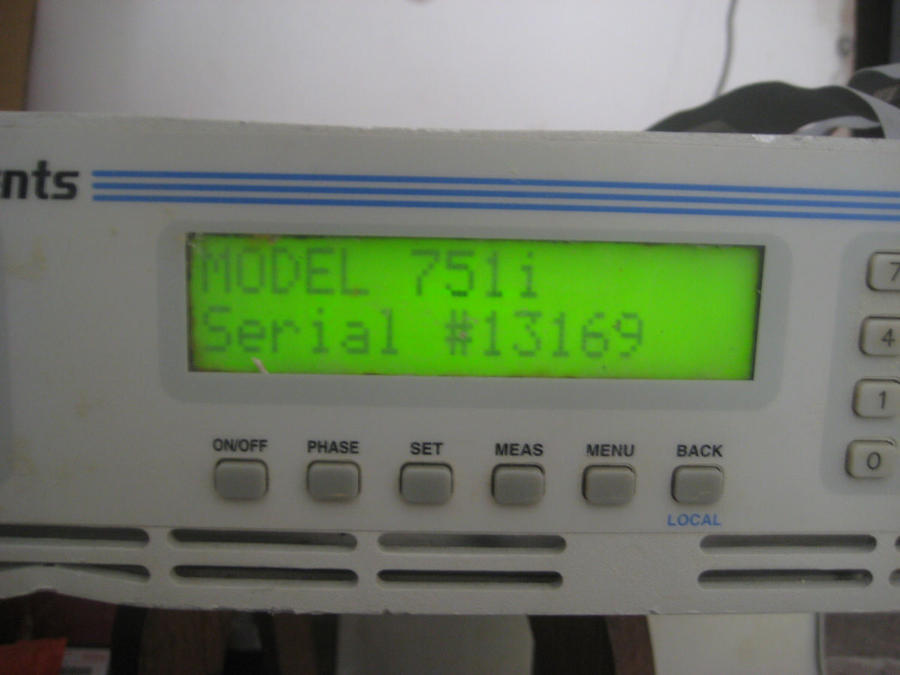 nts
MODEL 751i
Serial #13169
ON/OFF PHASE SET MEAS MENU BACK
LOCAL
7
4
1
0